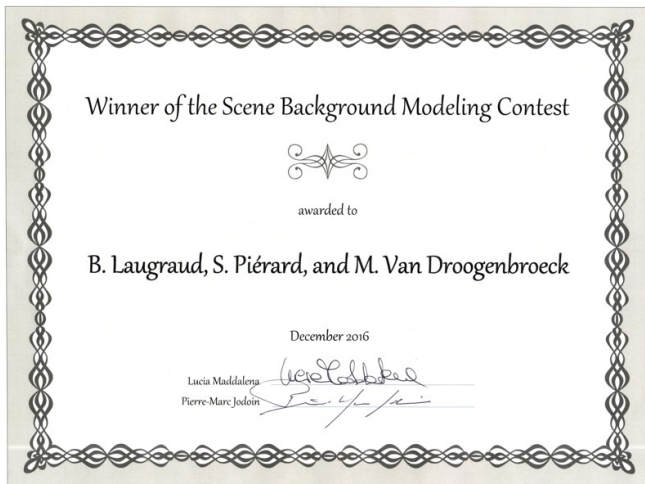 Winner of the Scene Background Modeling Contest
awarded to
B. Laugraud, S. Piérard, and M. Van Droogenbroeck
December 2016
Lucia Maddalena
Pierre-Marc Jodoin